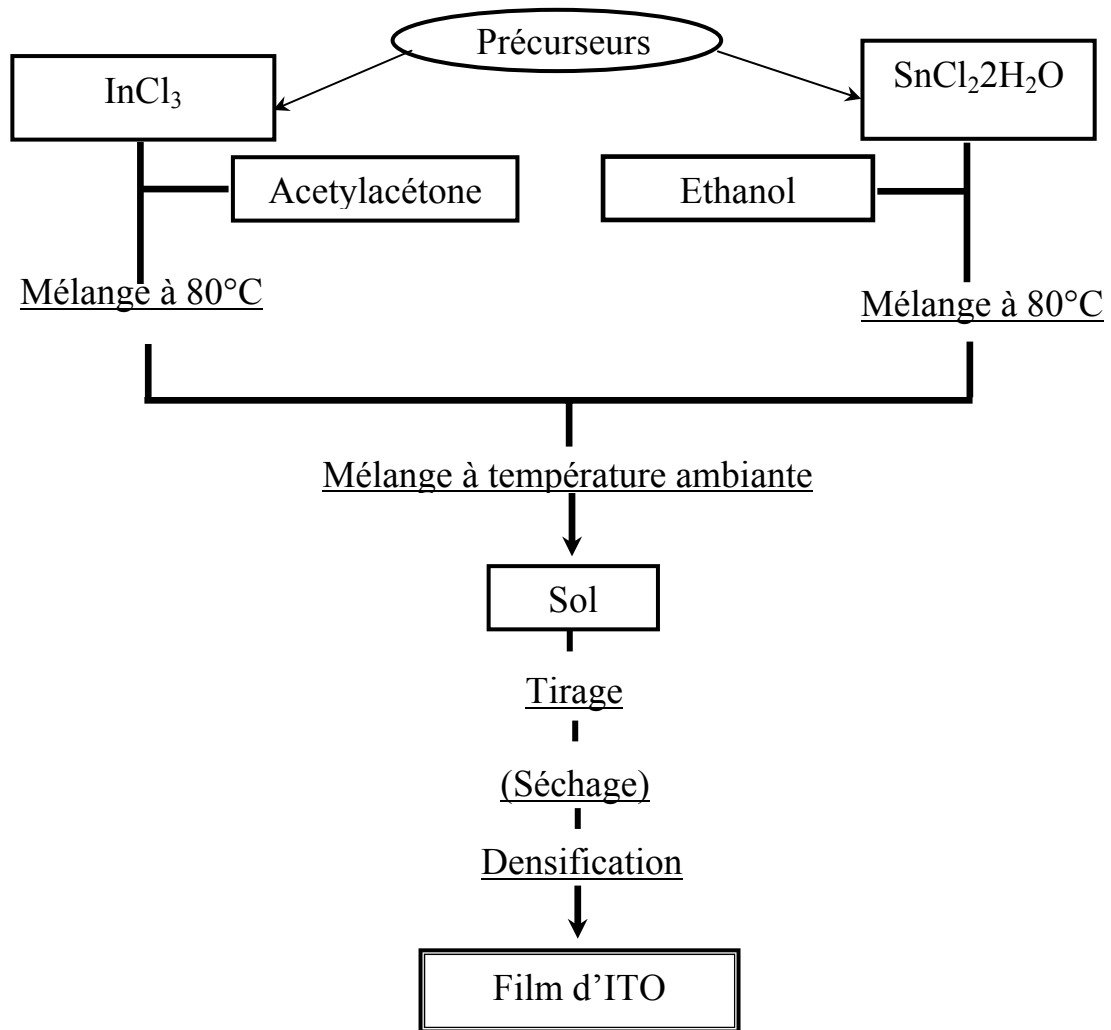 Précurseurs
InCl₃
SnCl₂2H₂O
Acetylacétone
Ethanol
Mélange à 80°C
Mélange à 80°C
Mélange à température ambiante
Sol
Tirage
(Séchage)
Densification
Film d’ITO